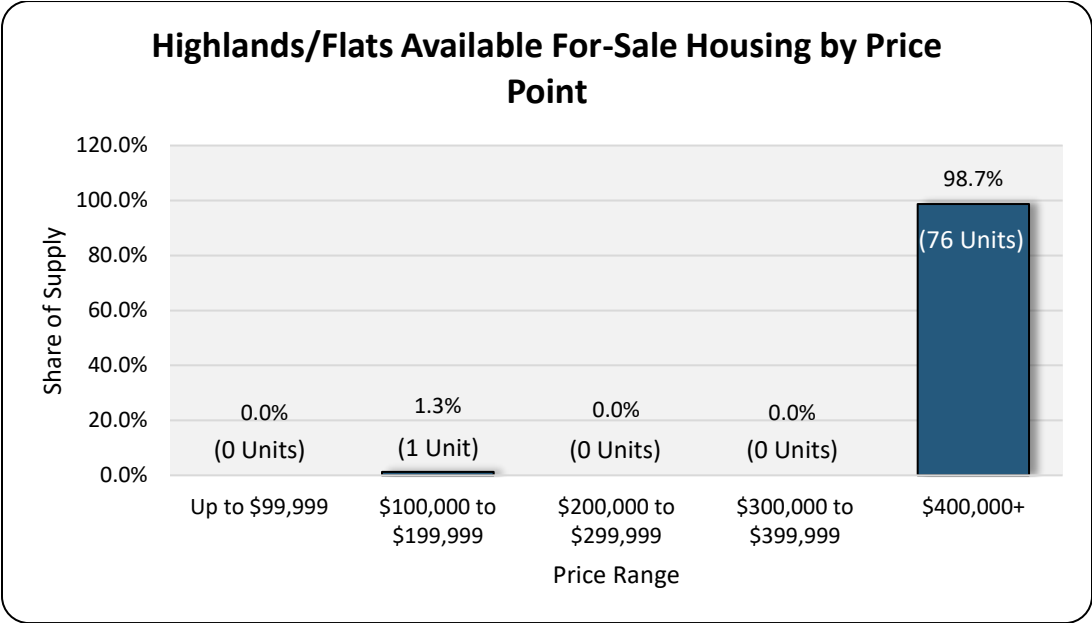 Highlands/Flats Available For-Sale Housing by Price
Point
120.0%
100.0%
80.0%
60.0%
40.0%
20.0%
0.0%
Share of Supply
0.0%
(0 Units)
1.3%
(1 Unit)
0.0%
(0 Units)
0.0%
(0 Units)
98.7%
(76 Units)
Up to $99,999
$100,000 to
$199,999
$200,000 to
$299,999
$300,000 to
$399,999
$400,000+
Price Range